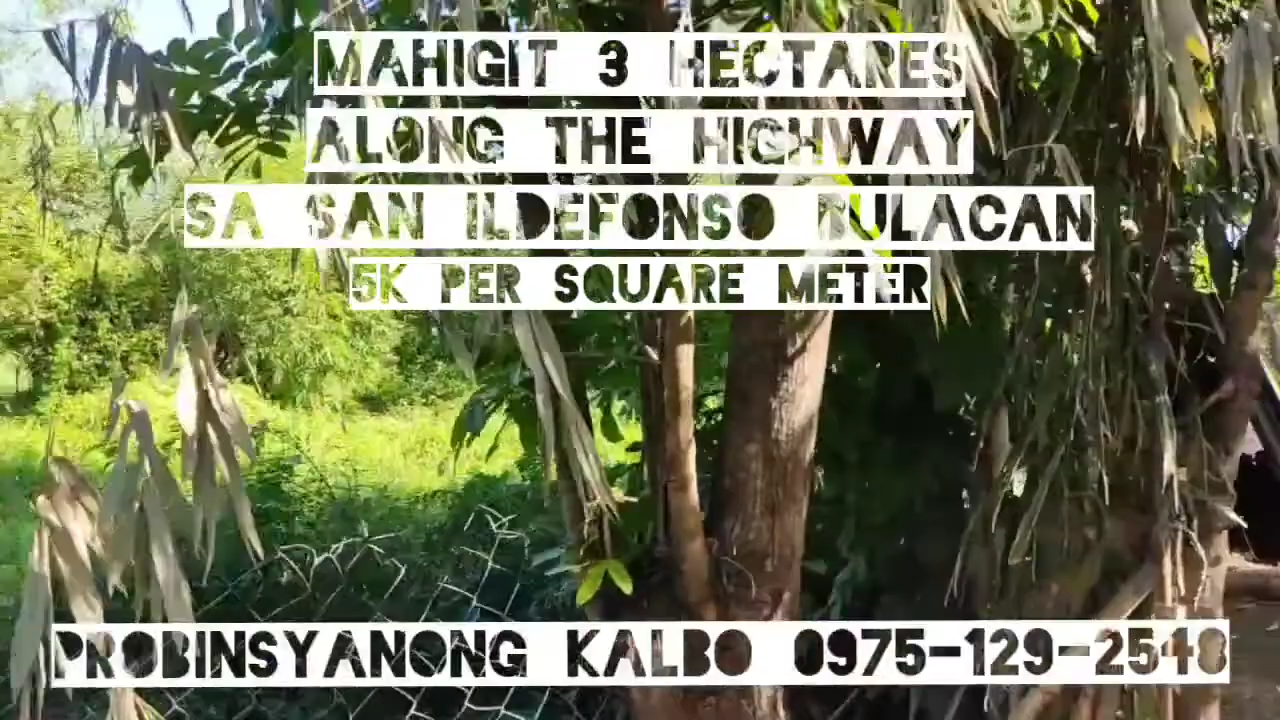 MAHIGIT 3 HECTARES
ALONG THE HIGHWAY
SA SAN ILDEFONSO BULACAN
5K PER SQUARE METER
PROBINSYANONG KALBO 0975-129-2548